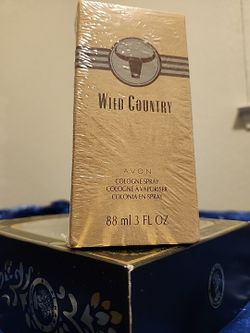 WILD COUNTRY
AVON
COLOGNE SPRAY
COLOGNE À VAPORISER
COLONIA EN SPRAY
88 ml 3 FL OZ